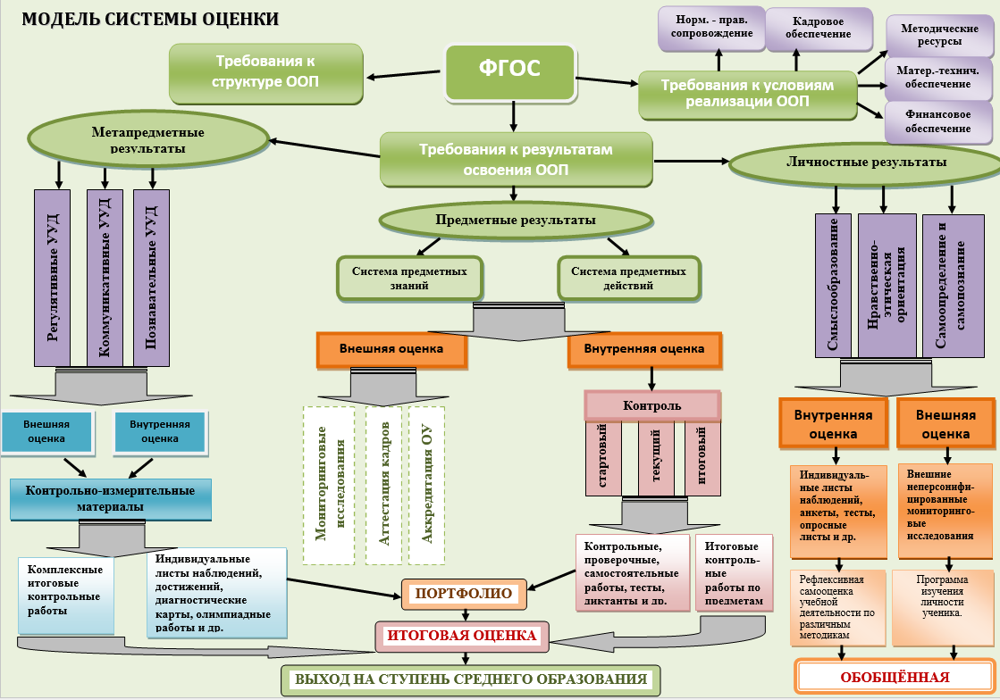 МОДЕЛЬ СИСТЕМЫ ОЦЕНКИ
Норм. - прав.
сопровождение
Кадровое
обеспечение
Методические
ресурсы
Требования к
структуре ООП
ФГОС
Требования к условиям
реализации ООП
Матер.-технич.
обеспечение
Финансовое
обеспечение
Метапредметные
результаты
Требования к результатам
освоения ООП
Личностные результаты
Предметные результаты
Регулятивные УУД
Коммуникативные УУД
Познавательные УУД
Система предметных
знаний
Система предметных
действий
Смыслообразование
Нравственно-
этическая
ориентация
Самоопределение и
самопознание
Внешняя оценка
Внутренняя оценка
Контроль
стартовый
текущий
итоговый
Мониторинговые
исследования
Аттестация кадров
Аккредитация ОУ
Внешняя
оценка
Внутренняя
оценка
Контрольно-измерительные
материалы
Внутренняя
оценка
Внешняя
оценка
Индивидуаль-
ные листы
наблюдений,
анкеты, тесты,
опросные
листы и др.
Внешние
неперсонифи-
цированные
мониторинго-
вые
исследования
Комплексные
итоговые
контрольные
работы
Индивидуальные
листы наблюдений,
достижений,
диагностические
карты, олимпиадные
работы и др.
Контрольные,
проверочные,
самостоятельные
работы, тесты,
диктанты и др.
Итоговые
контроль-
ные
работы по
предметам
Рефлексивная
самооценка
учебной
деятельности по
различным
методикам
Программа
изучения
личности
ученика.
ПОРТФОЛИО
ИТОГОВАЯ ОЦЕНКА
ВЫХОД НА СТУПЕНЬ СРЕДНЕГО ОБРАЗОВАНИЯ
ОБОБЩЁННАЯ